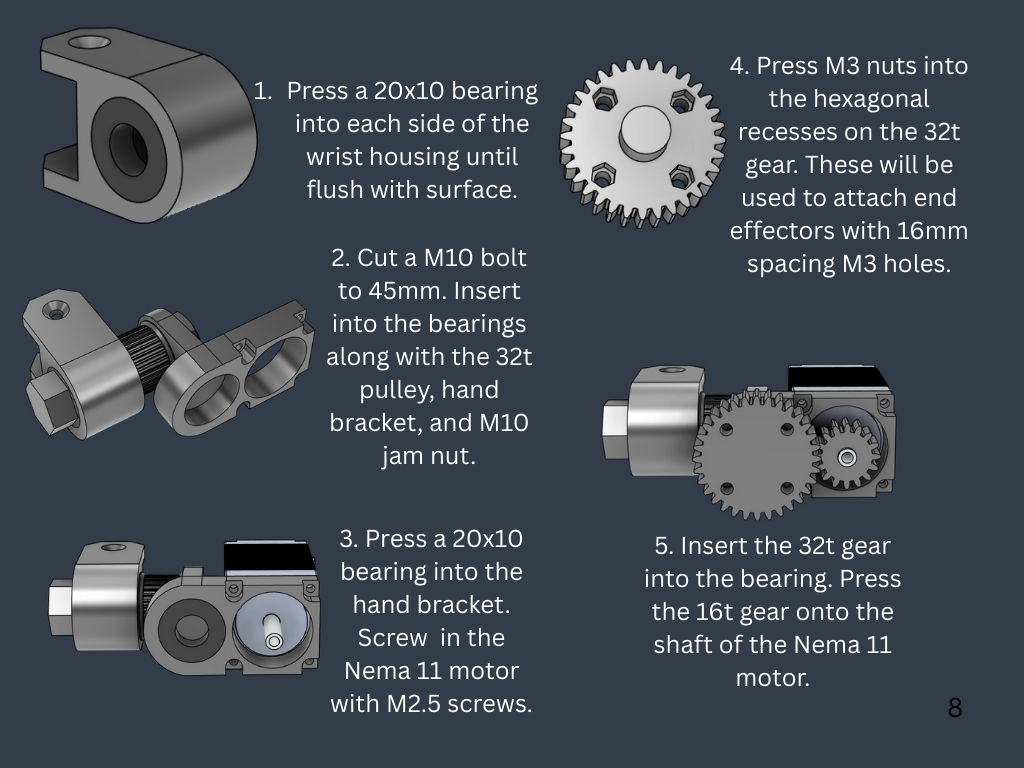 1. Press a 20x10 bearing
into each side of the
wrist housing until
flush with surface.
2. Cut a M10 bolt
to 45mm. Insert
into the bearings
along with the 32t
pulley, hand
bracket, and M10
jam nut.
3. Press a 20x10
bearing into the
hand bracket.
Screw in the
Nema 11 motor
with M2.5 screws.
4. Press M3 nuts into
the hexagonal
recesses on the 32t
gear. These will be
used to attach end
effectors with 16mm
spacing M3 holes.
5. Insert the 32t gear
into the bearing. Press
the 16t gear onto the
shaft of the Nema 11
motor.
8